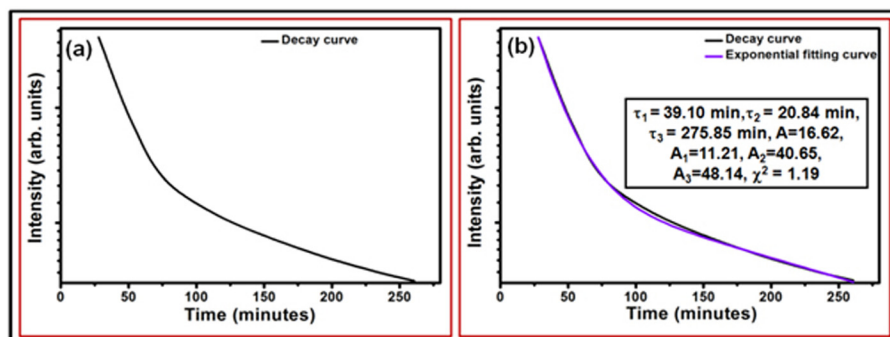 (a)
Decay curve
Intensity (arb. units)
0 50 100 150 200 250
Time (minutes)
(b)
Decay curve
Exponential fitting curve
τ₁ = 39.10 min,τ₂ = 20.84 min,
τ₃ = 275.85 min, A=16.62,
A₁=11.21, A₂=40.65,
A₃=48.14, χ² = 1.19
Intensity (arb. units)
0 50 100 150 200 250
Time (minutes)